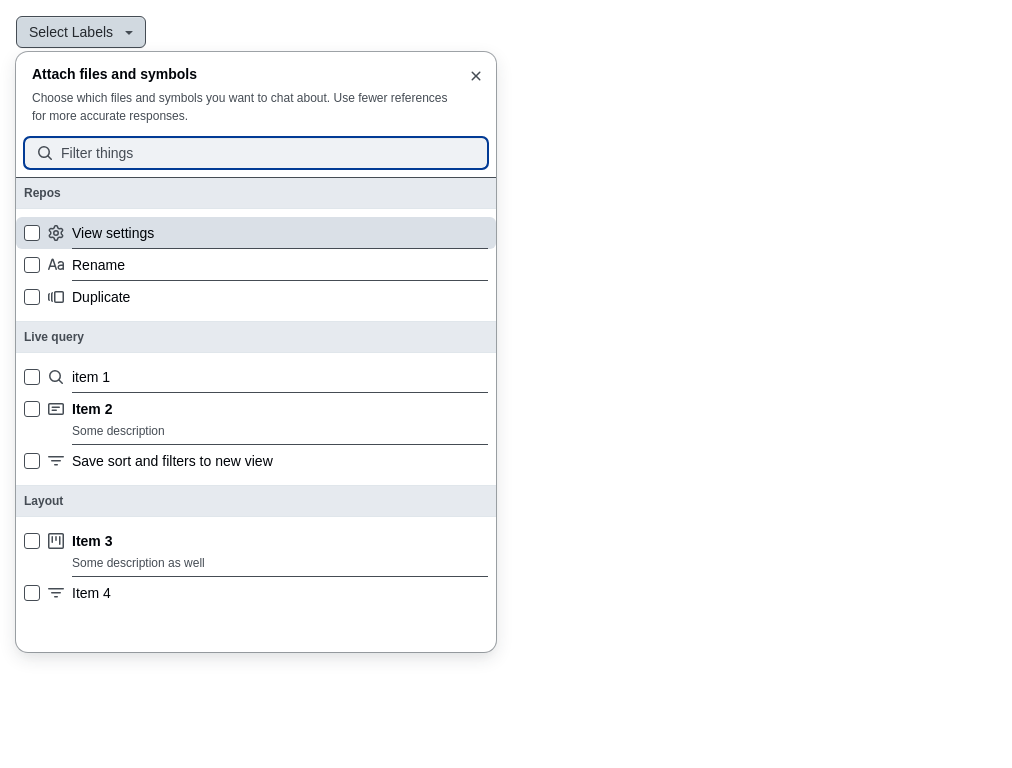 Select Labels
Attach files and symbols
Choose which files and symbols you want to chat about. Use fewer references
for more accurate responses.
Filter things
Repos
View settings
Rename
Duplicate
Live query
item 1
Item 2
Some description
Save sort and filters to new view
Layout
Item 3
Some description as well
Item 4